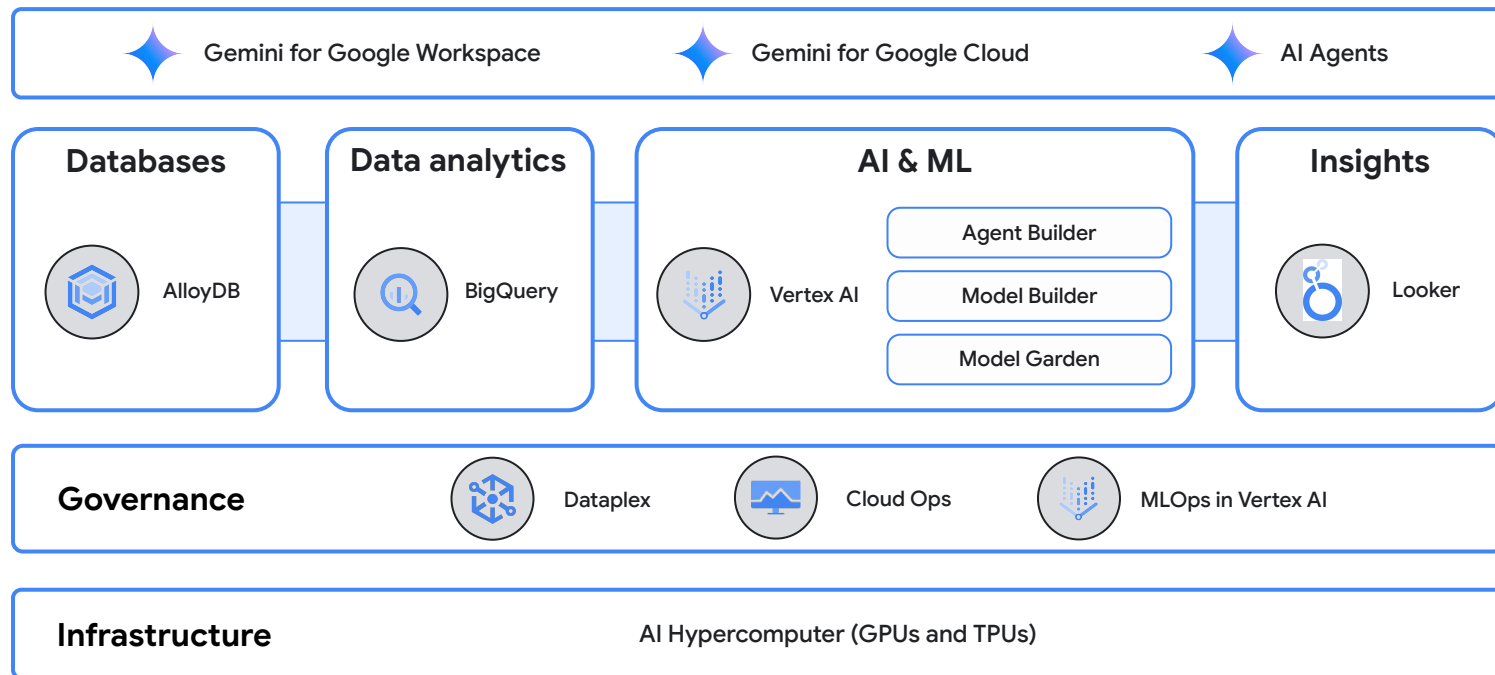 Gemini for Google Workspace
Gemini for Google Cloud
AI Agents
Databases
AlloyDB
Data analytics
BigQuery
AI & ML
Vertex AI
Agent Builder
Model Builder
Model Garden
Insights
Looker
Governance
Dataplex
Cloud Ops
MLOps in Vertex AI
Infrastructure
AI Hypercomputer (GPUs and TPUs)